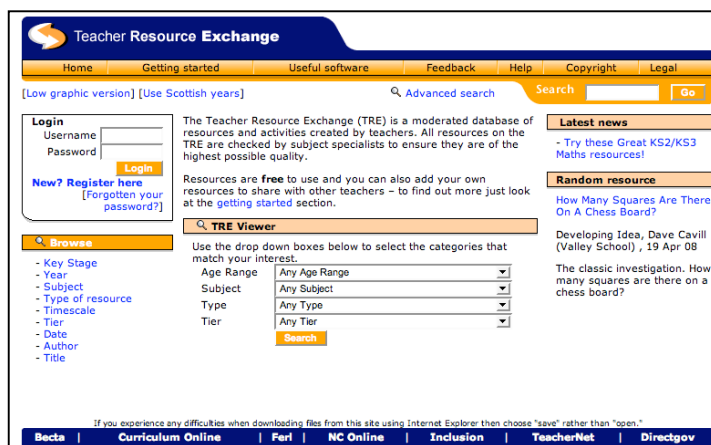 Teacher Resource Exchange
Home Getting started Useful software Feedback Help Copyright Legal
[Low graphic version] [Use Scottish years]
Advanced search
Search
Go
Login
Username
Password
Login
New? Register here
[Forgotten your
password?]
Browse
- Key Stage
- Year
- Subject
- Type of resource
- Timescale
- Tier
- Date
- Author
- Title
The Teacher Resource Exchange (TRE) is a moderated database of
resources and activities created by teachers. All resources on the
TRE are checked by subject specialists to ensure they are of the
highest possible quality.
Resources are free to use and you can also add your own
resources to share with other teachers – to find out more just look
at the getting started section.
TRE Viewer
Use the drop down boxes below to select the categories that
match your interest.
Age Range Any Age Range
Subject Any Subject
Type Any Type
Tier Any Tier
Search
Latest news
- Try these Great KS2/KS3
Maths resources!
Random resource
How Many Squares Are There
On A Chess Board?
Developing Idea, Dave Cavill
(Valley School) , 19 Apr 08
The classic investigation. How
many squares are there on a
chess board?
If you experience any difficulties when downloading files from this site using Internet Explorer then choose "save" rather than "open."
Becta | Curriculum Online | Ferl | NC Online | Inclusion | TeacherNet | Directgov